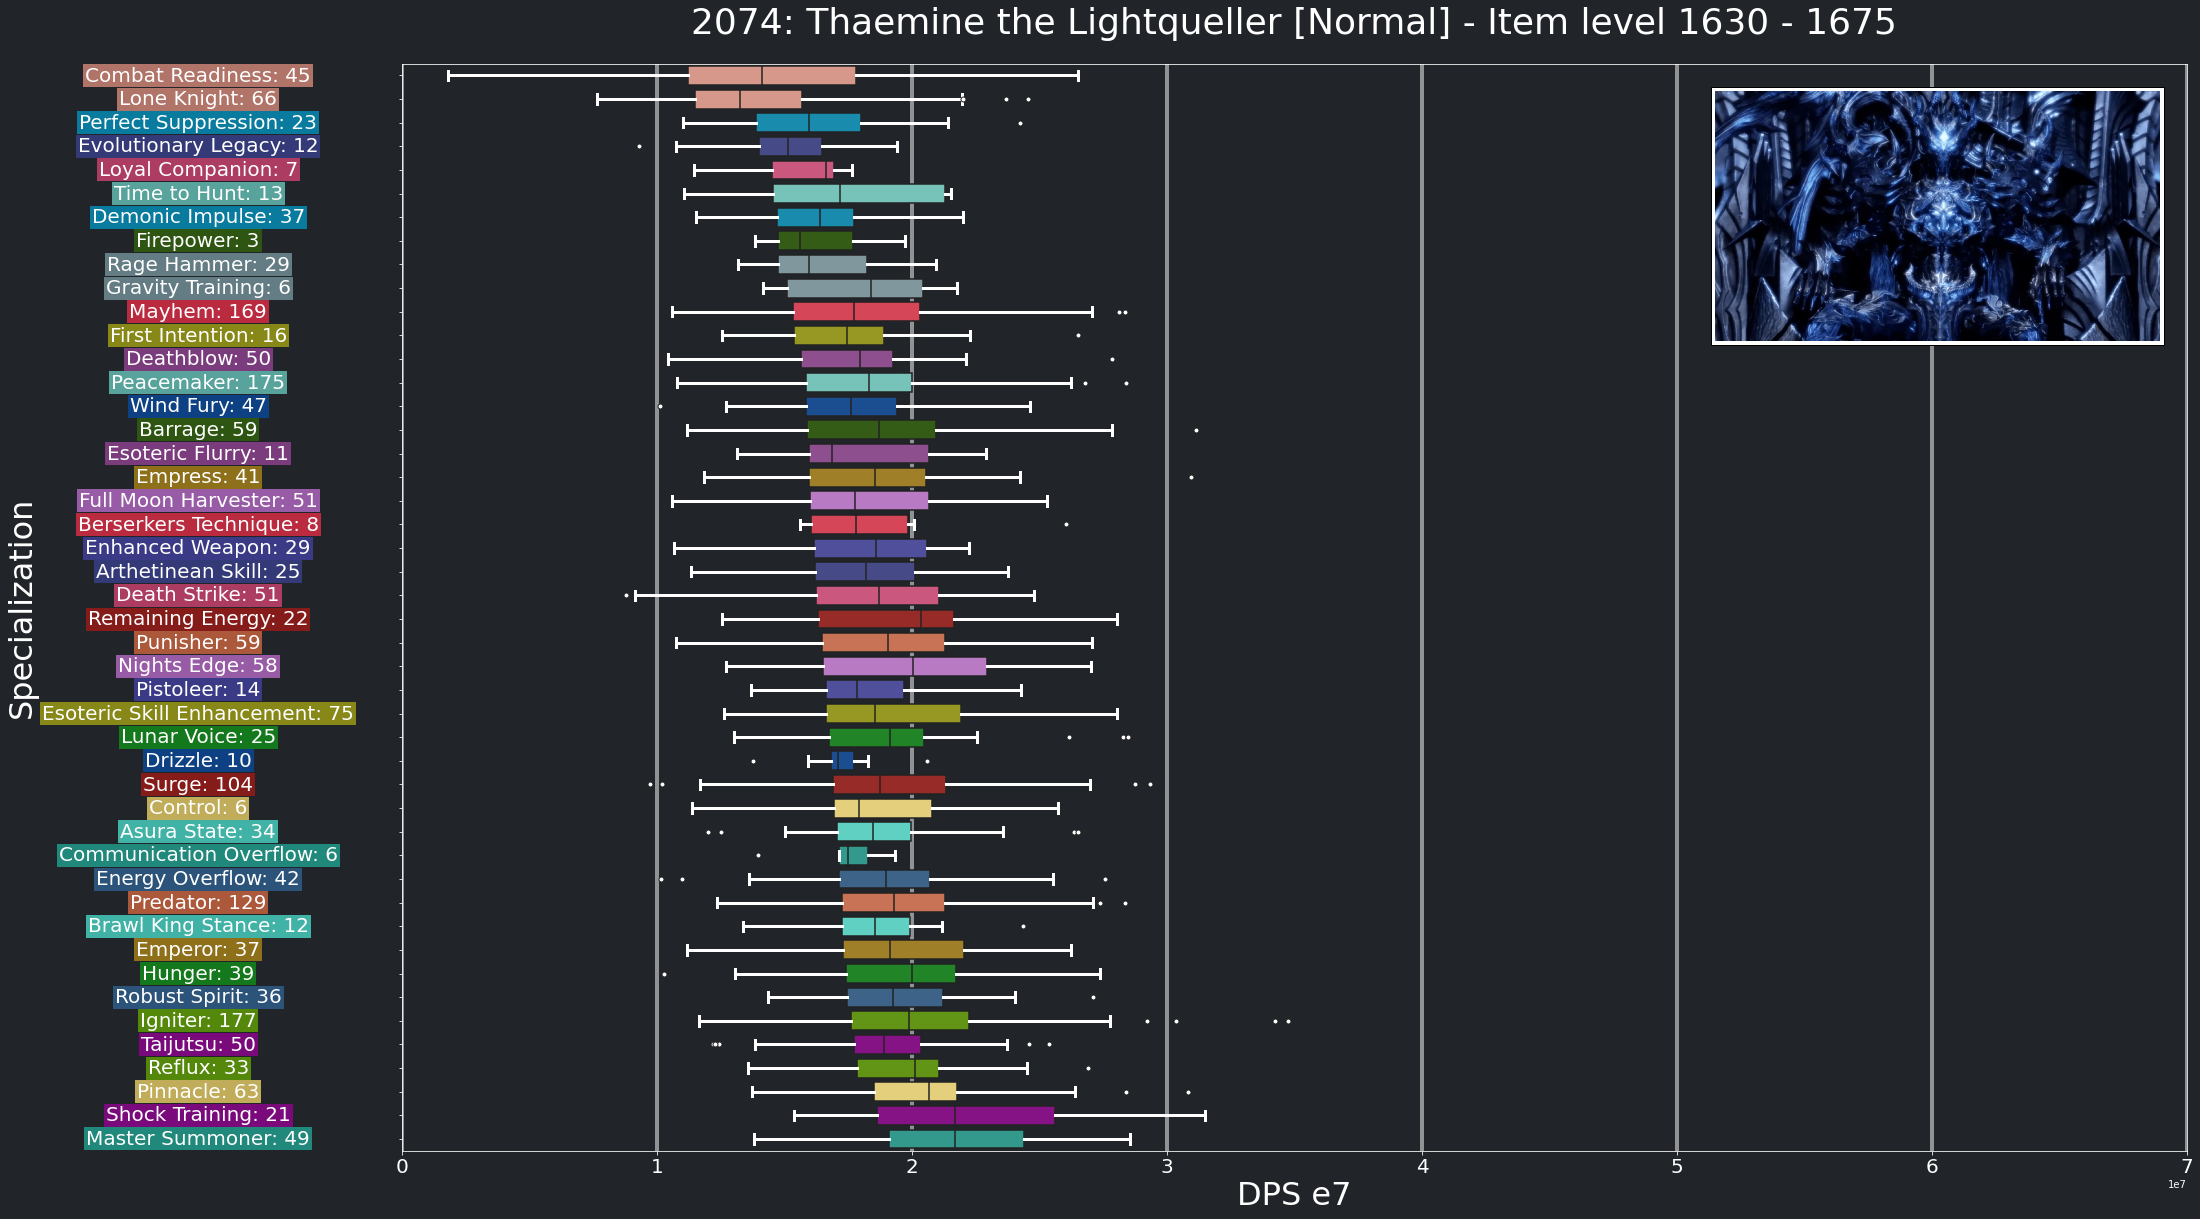 2074: Thaemine the Lightqueller [Normal] - Item level 1630 - 1675
Specialization
Combat Readiness: 45
Lone Knight: 66
Perfect Suppression: 23
Evolutionary Legacy: 12
Loyal Companion: 7
Time to Hunt: 13
Demonic Impulse: 37
Firepower: 3
Rage Hammer: 29
Gravity Training: 6
Mayhem: 169
First Intention: 16
Deathblow: 50
Peacemaker: 175
Wind Fury: 47
Barrage: 59
Esoteric Flurry: 11
Empress: 41
Full Moon Harvester: 51
Berserkers Technique: 8
Enhanced Weapon: 29
Arthetinean Skill: 25
Death Strike: 51
Remaining Energy: 22
Punisher: 59
Nights Edge: 58
Pistoleer: 14
Esoteric Skill Enhancement: 75
Lunar Voice: 25
Drizzle: 10
Surge: 104
Control: 6
Asura State: 34
Communication Overflow: 6
Energy Overflow: 42
Predator: 129
Brawl King Stance: 12
Emperor: 37
Hunger: 39
Robust Spirit: 36
Igniter: 177
Taijutsu: 50
Reflux: 33
Pinnacle: 63
Shock Training: 21
Master Summoner: 49
0 1 2 3 4 5 6 7
1e7
DPS e7